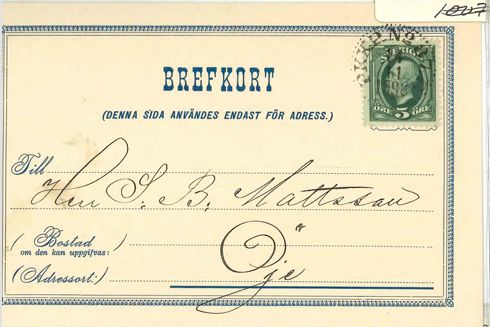 1007
BREFKORT
(DENNA SIDA ANVÄNDES ENDAST FÖR ADRESS.)
SVERIGE
5
ÖRE ÖRE
Till
Herr S. B. Mattsson
(Bostad
om den kan uppgifvas:)
Öje
(Adressort:)